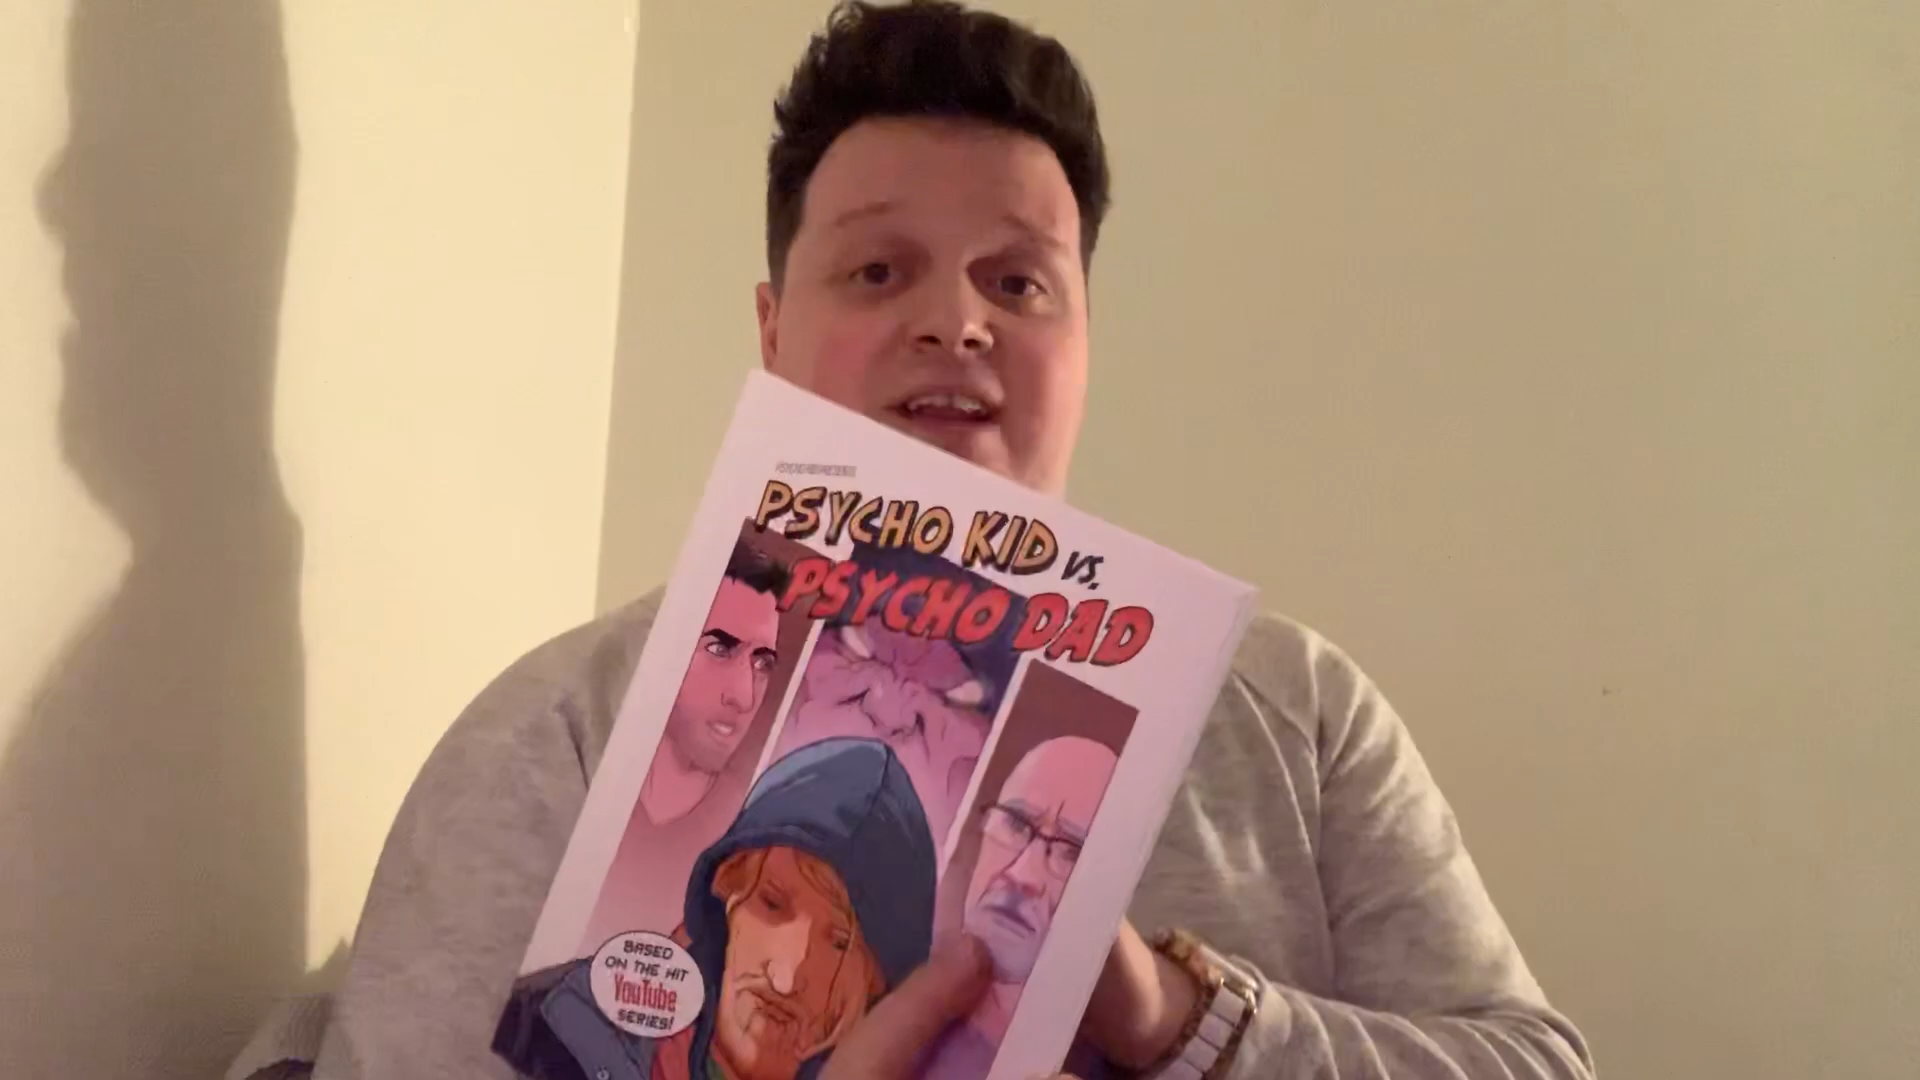 PSYCHO KID VS.
PSYCHO DAD
BASED
ON THE HIT
YouTube
SERIES!